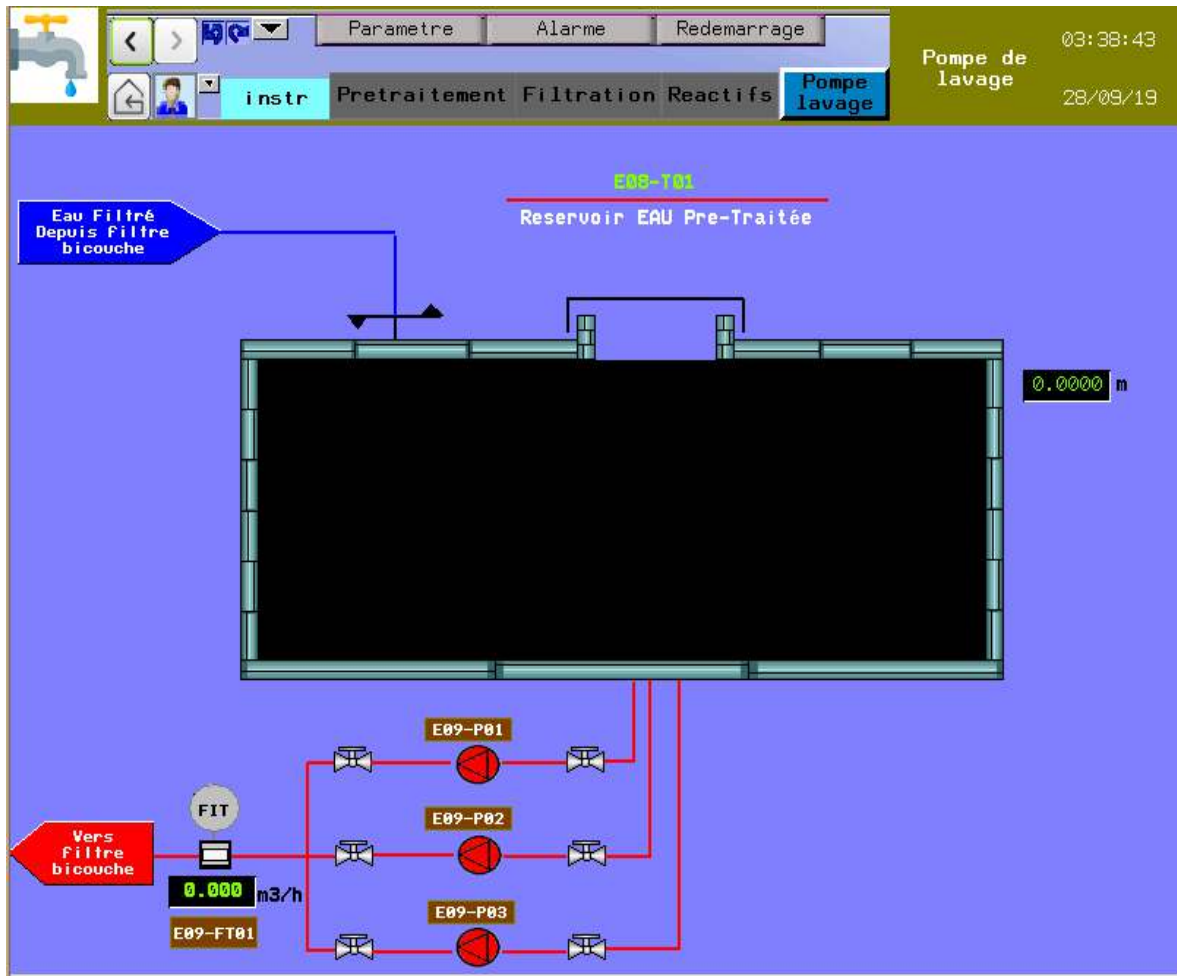 Parametre
Alarme
Redemarrage
Pompe de
lavage
03:38:43
28/09/19
instr
Pretraitement
Filtration
Reactifs
Pompe
lavage
E08-T01
Reservoir EAU Pre-Traitée
Eau Filtré
Depuis filtre
bicouche
0.0000 m
E09-P01
FIT
E09-P02
Vers
filtre
bicouche
0.000 m3/h
E09-P03
E09-FT01